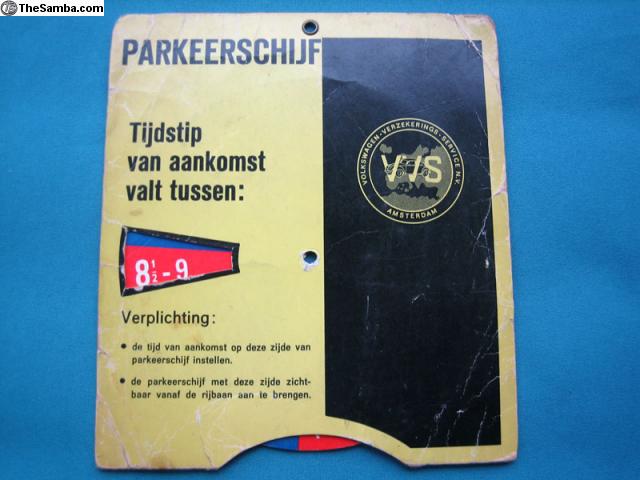 TheSamba.com
PARKEERSCHIJF
Tijdstip
van aankomst
valt tussen:
8½ - 9
Verplichting:
• de tijd van aankomst op deze zijde van
parkeerschijf instellen.
• de parkeerschijf met deze zijde zicht-
baar vanaf de rijbaan aan te brengen.
VOLKSWAGEN-VERZEKERINGS-SERVICE N.V.
VVS
AMSTERDAM